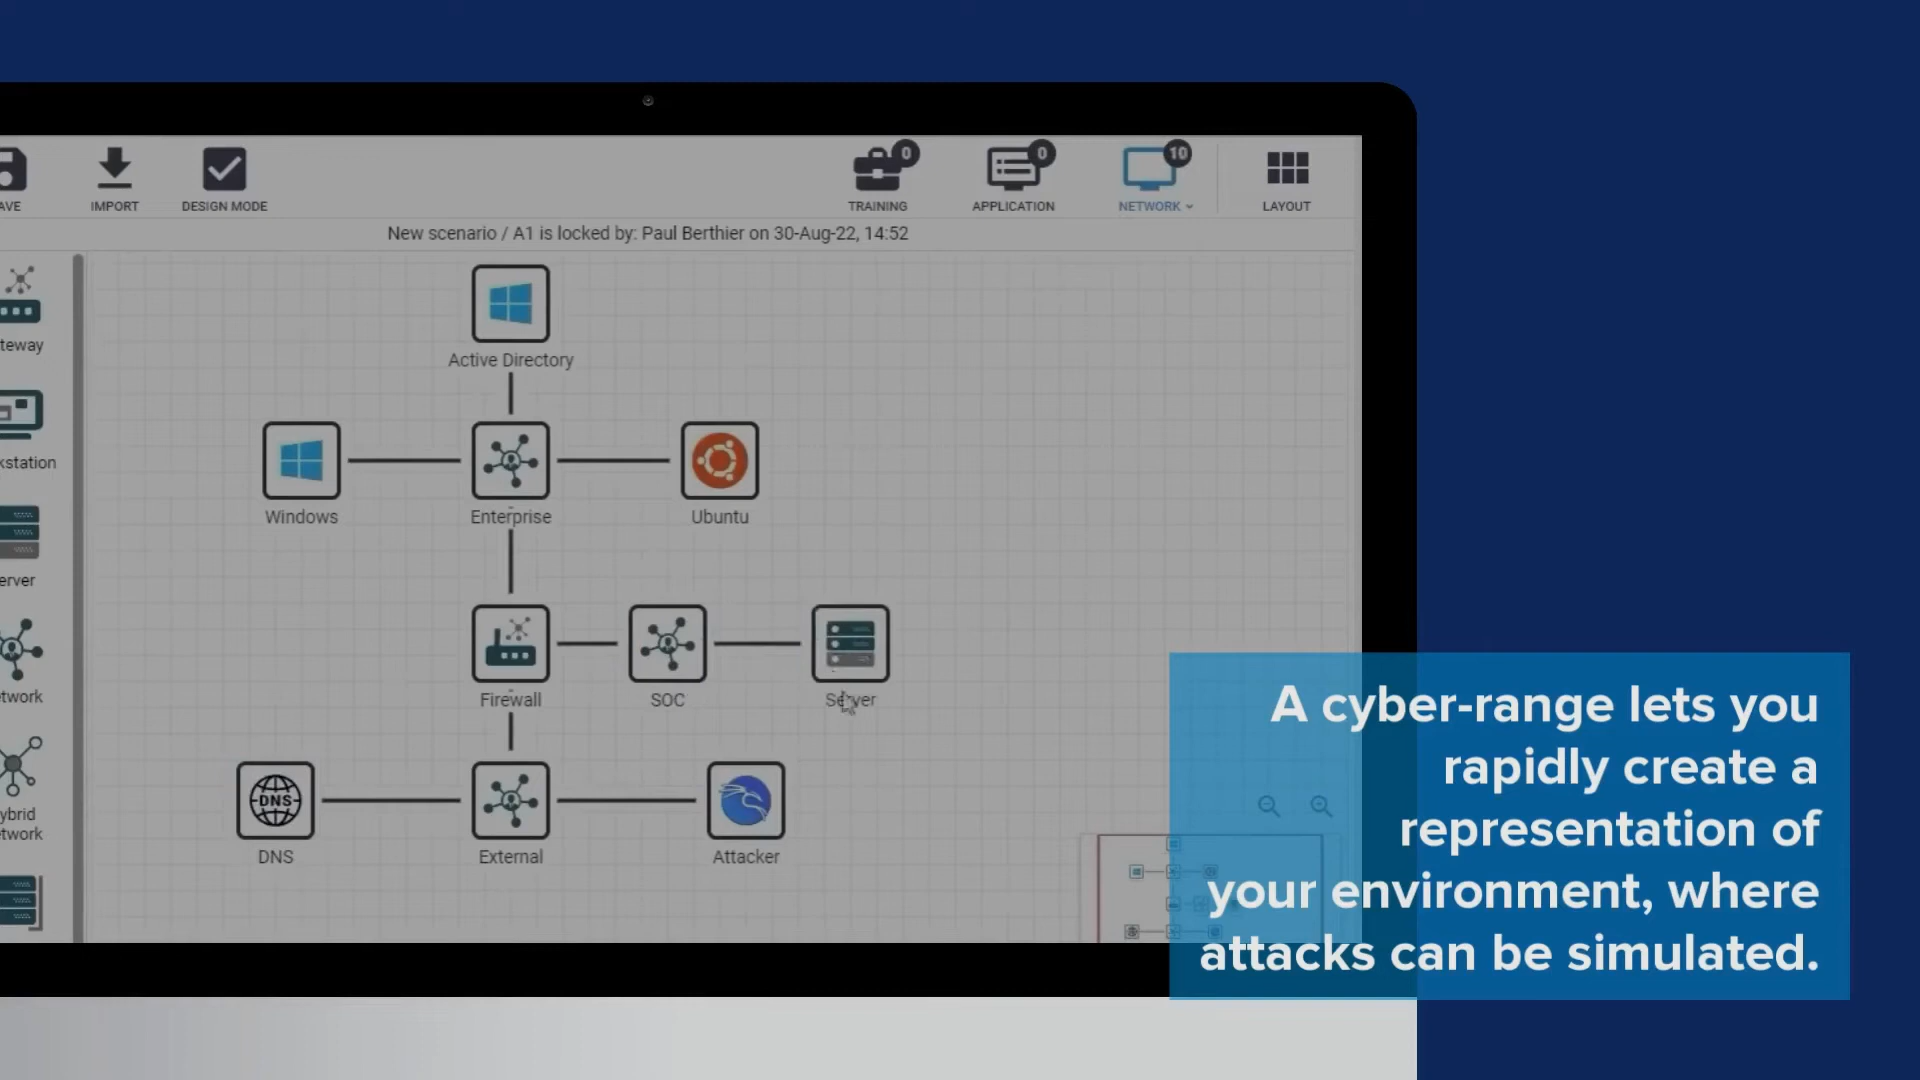 0
0
10
AVE
IMPORT
DESIGN MODE
TRAINING
APPLICATION
NETWORK
LAYOUT
New scenario / A1 is locked by: Paul Berthier on 30-Aug-22, 14:52
teway
kstation
erver
twork
ybrid
twork
Active Directory
Windows
Enterprise
Ubuntu
Firewall
SOC
Server
DNS
DNS
External
Attacker
A cyber-range lets you
rapidly create a
representation of
your environment, where
attacks can be simulated.